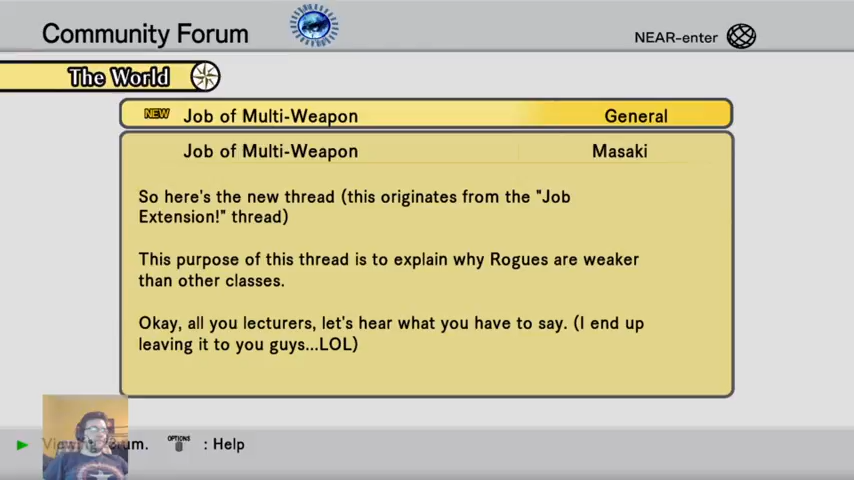 Community Forum
NEAR-enter
The World
NEW Job of Multi-Weapon General
Job of Multi-Weapon Masaki
So here's the new thread (this originates from the "Job
Extension!" thread)
This purpose of this thread is to explain why Rogues are weaker
than other classes.
Okay, all you lecturers, let's hear what you have to say. (I end up
leaving it to you guys...LOL)
OPTIONS : Help